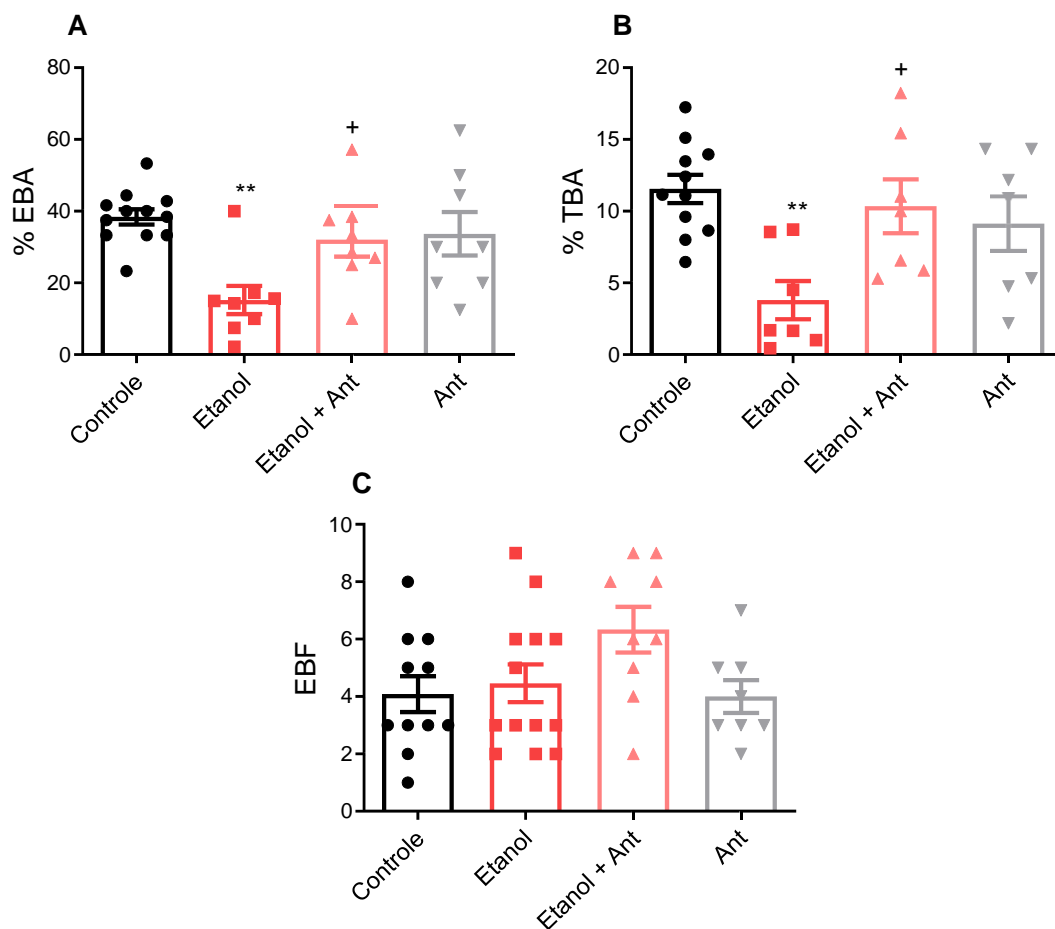 A
% EBA
80
60
40
20
0
**
+
Controle
Etanol
Etanol + Ant
Ant
B
% TBA
20
15
10
5
0
**
+
Controle
Etanol
Etanol + Ant
Ant
C
EBF
10
8
6
4
2
0
Controle
Etanol
Etanol + Ant
Ant